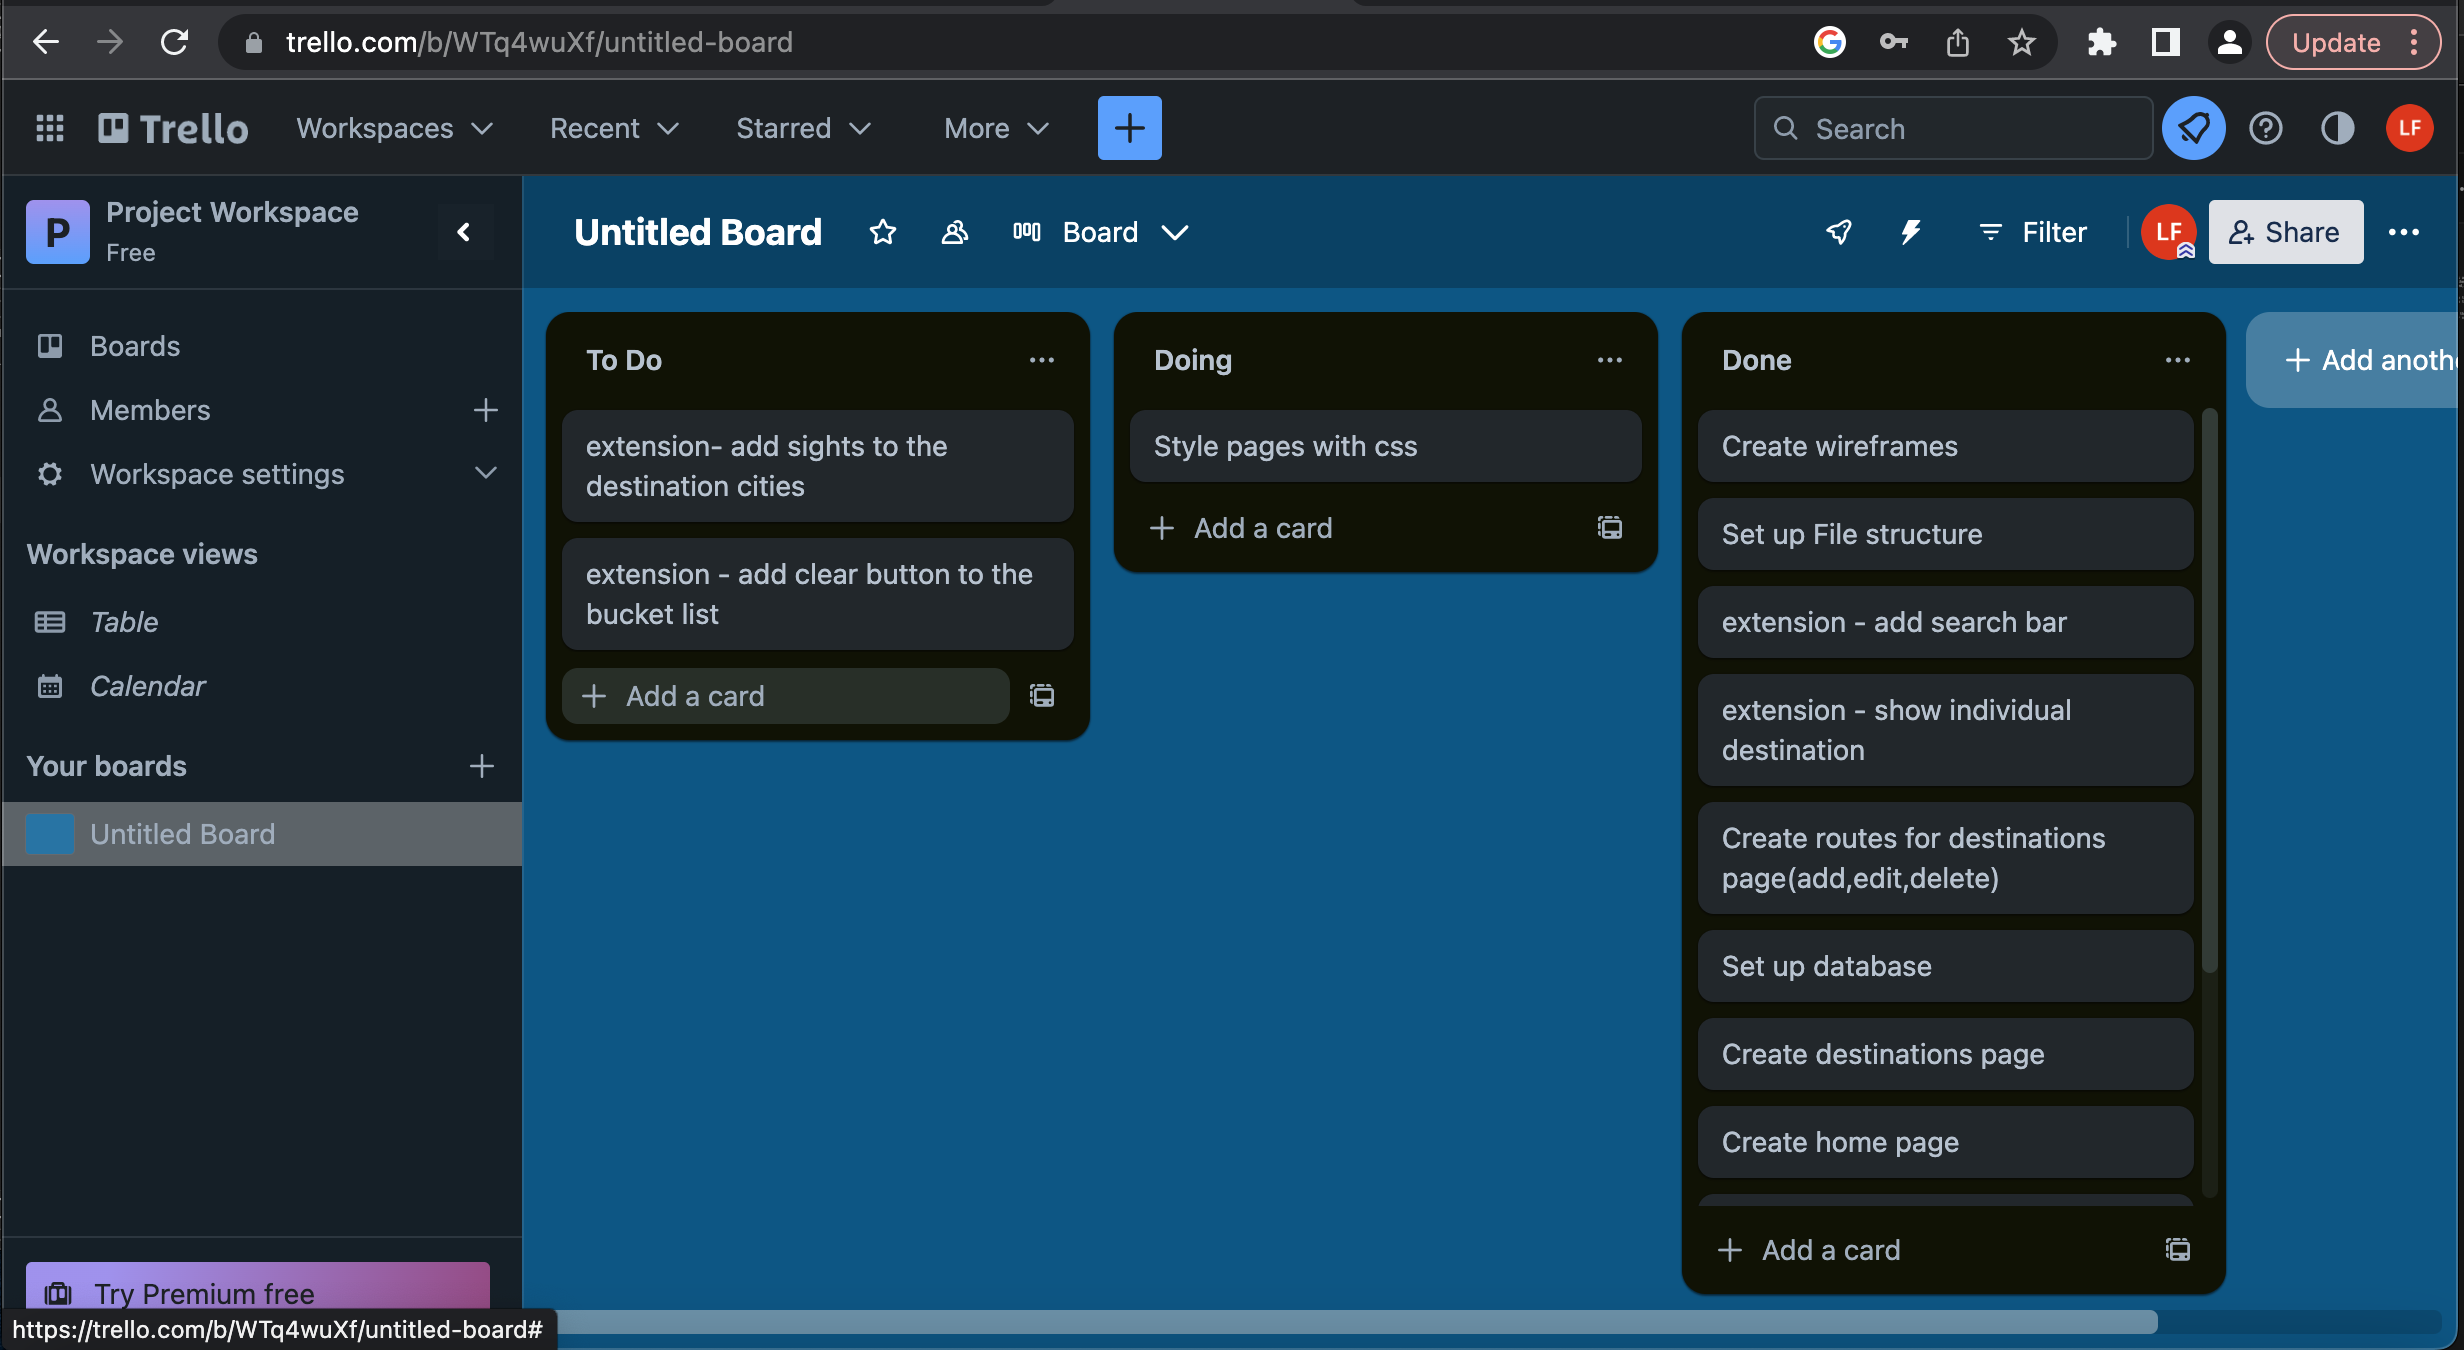 trello.com/b/WTq4wuXf/untitled-board
Update
Trello
Workspaces
Recent
Starred
More
Search
LF
P
Project Workspace
Free
Untitled Board
Board
Filter
LF
Share
Boards
Members
Workspace settings
Workspace views
Table
Calendar
Your boards
Untitled Board
Try Premium free
https://trello.com/b/WTq4wuXf/untitled-board#
To Do
extension- add sights to the
destination cities
extension - add clear button to the
bucket list
Add a card
Doing
Style pages with css
Add a card
Done
Create wireframes
Set up File structure
extension - add search bar
extension - show individual
destination
Create routes for destinations
page(add,edit,delete)
Set up database
Create destinations page
Create home page
Add a card
Add anoth